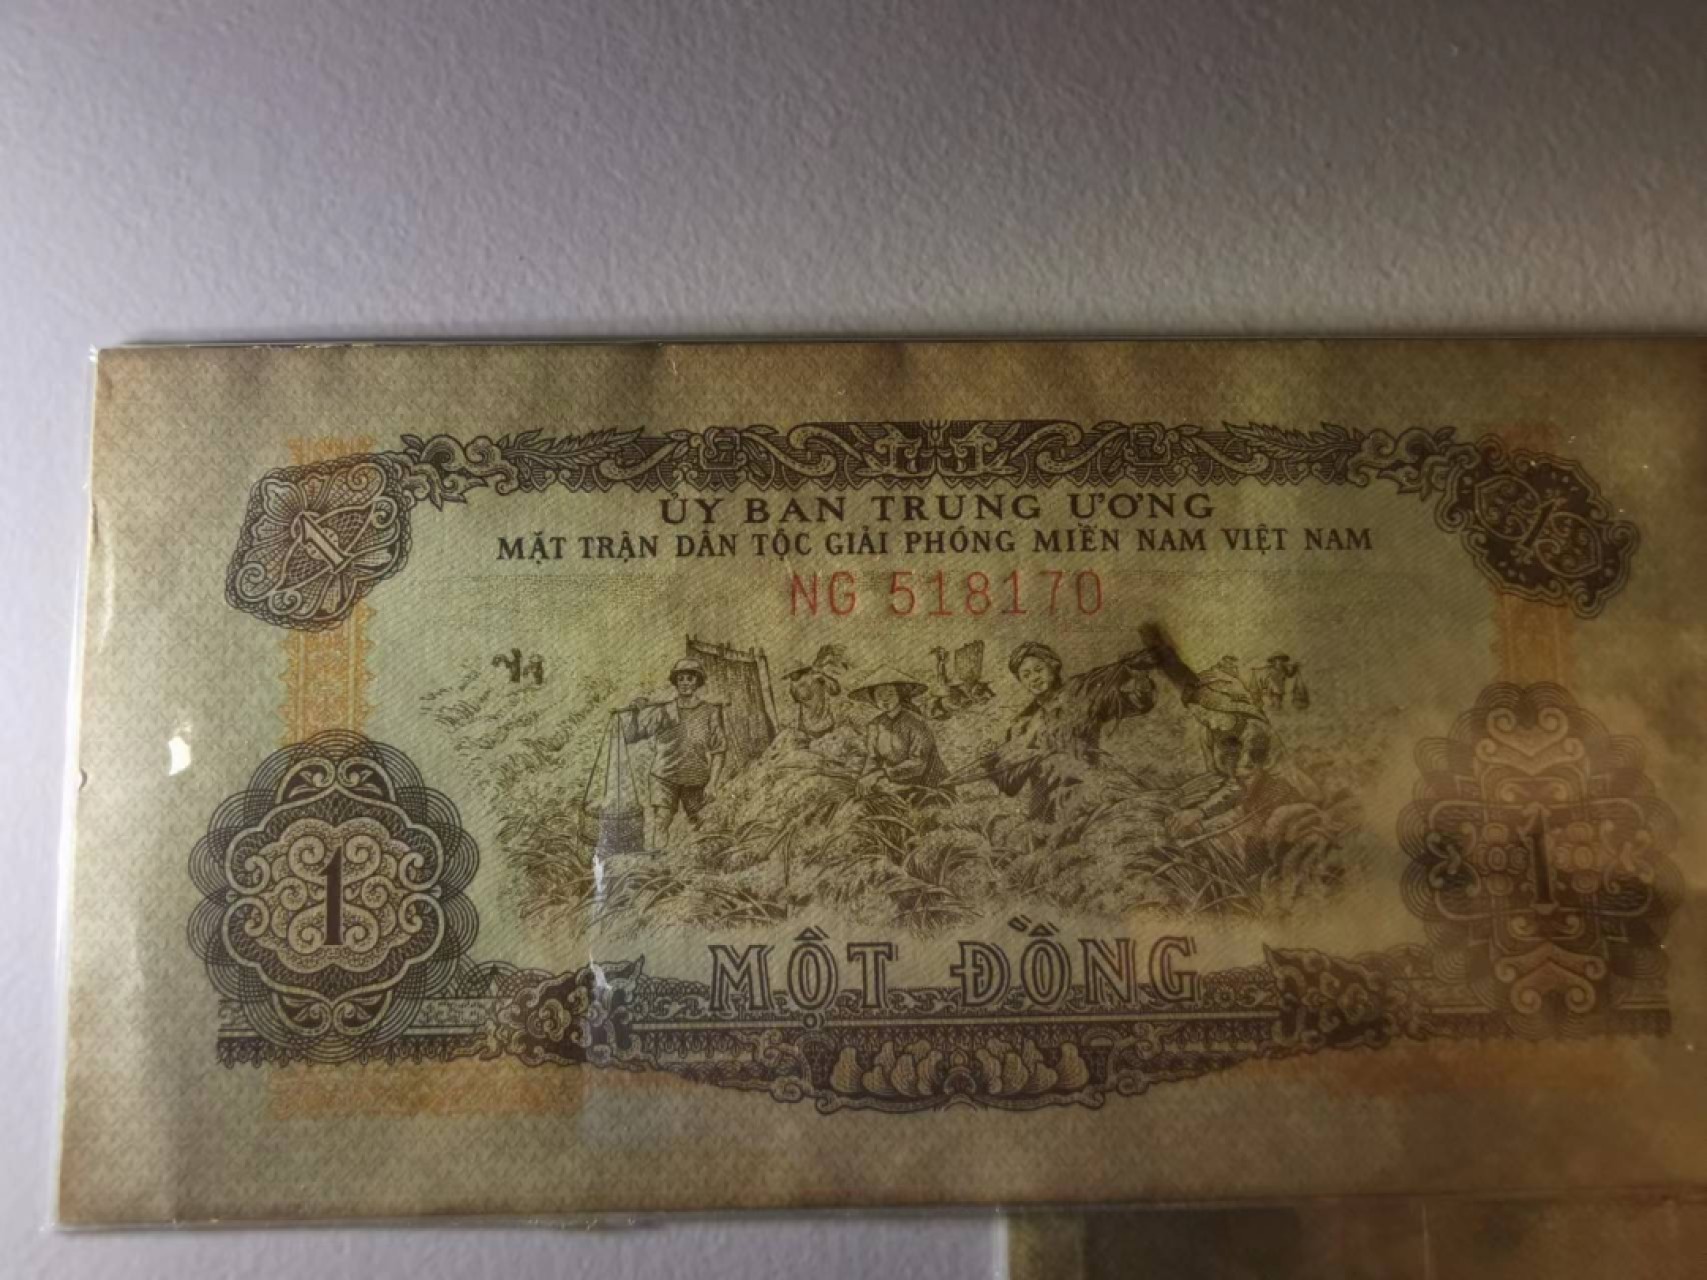 1
1
ỦY BAN TRUNG ƯƠNG
MẶT TRẬN DÂN TỘC GIẢI PHÓNG MIỀN NAM VIỆT NAM
NG 518170
1
1
MỘT ĐỒNG